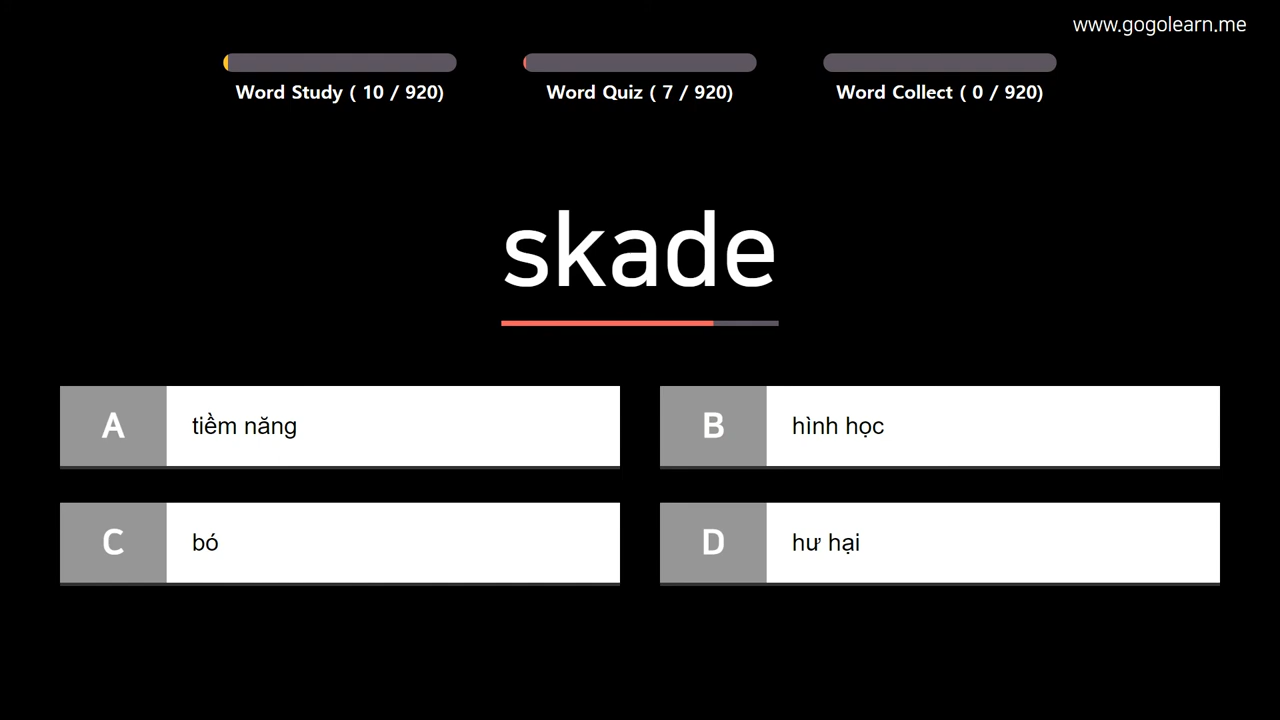 www.gogolearn.me
Word Study ( 10 / 920)
Word Quiz ( 7 / 920)
Word Collect ( 0 / 920)
skade
A tiềm năng
B hình học
C bó
D hư hại